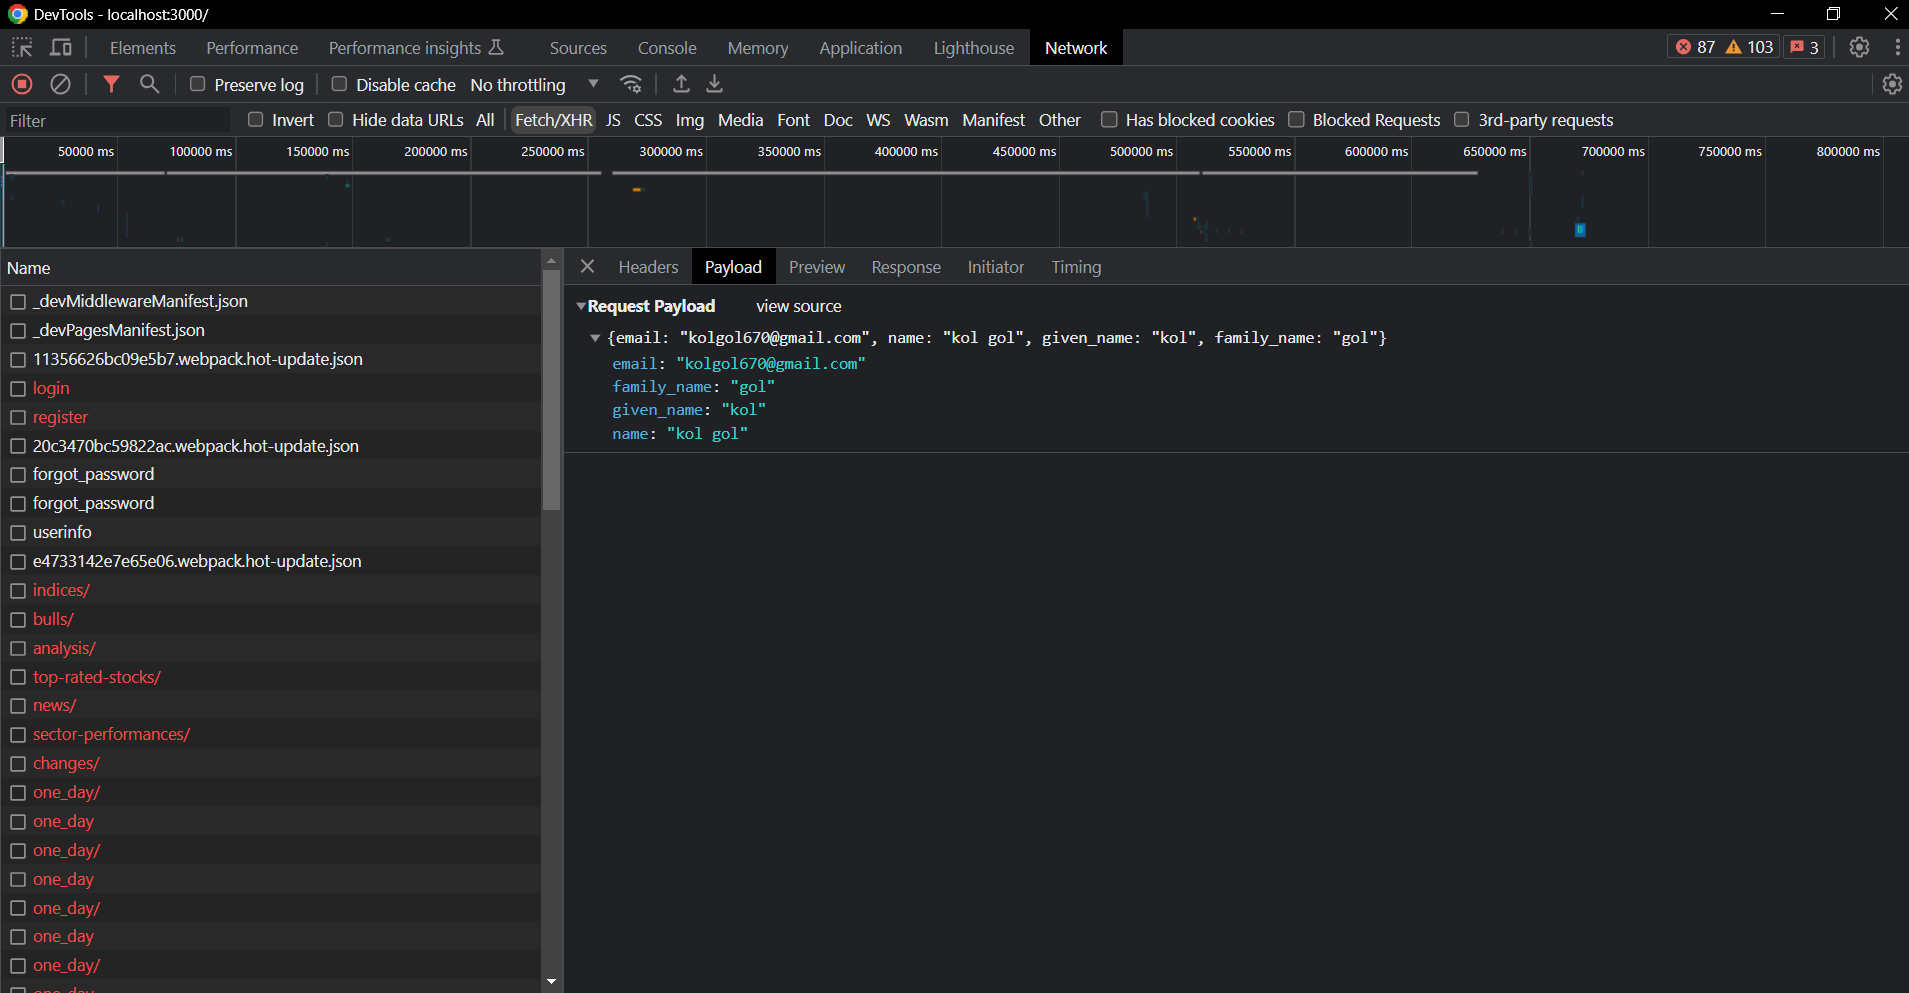 DevTools - localhost:3000/
Elements Performance Performance insights Sources Console Memory Application Lighthouse Network 87 103 3
Preserve log Disable cache No throttling
Filter Invert Hide data URLs All Fetch/XHR JS CSS Img Media Font Doc WS Wasm Manifest Other Has blocked cookies Blocked Requests 3rd-party requests
50000 ms 100000 ms 150000 ms 200000 ms 250000 ms 300000 ms 350000 ms 400000 ms 450000 ms 500000 ms 550000 ms 600000 ms 650000 ms 700000 ms 750000 ms 800000 ms
Name
_devMiddlewareManifest.json
_devPagesManifest.json
11356626bc09e5b7.webpack.hot-update.json
login
register
20c3470bc59822ac.webpack.hot-update.json
forgot_password
forgot_password
userinfo
e4733142e7e65e06.webpack.hot-update.json
indices/
bulls/
analysis/
top-rated-stocks/
news/
sector-performances/
changes/
one_day/
one_day
one_day/
one_day
one_day/
one_day
one_day/
Headers Payload Preview Response Initiator Timing
Request Payload view source
{email: "kolgol670@gmail.com", name: "kol gol", given_name: "kol", family_name: "gol"}
email: "kolgol670@gmail.com"
family_name: "gol"
given_name: "kol"
name: "kol gol"